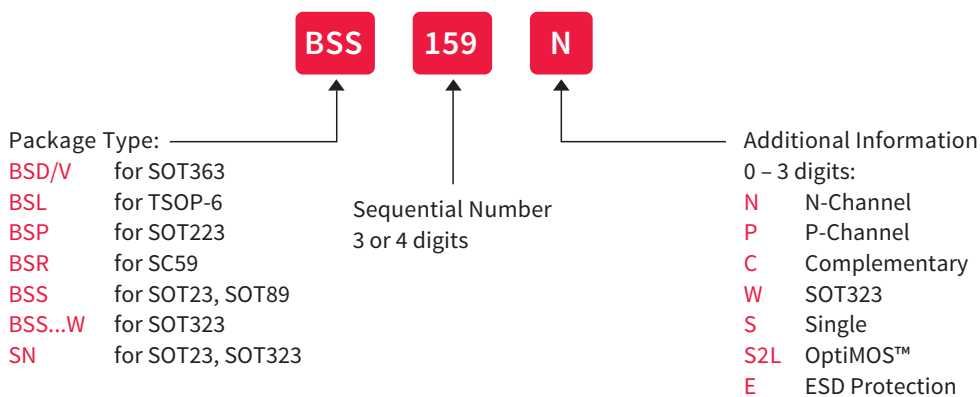 BSS 159 N
Package Type:
BSD/V for SOT363
BSL for TSOP-6
BSP for SOT223
BSR for SC59
BSS for SOT23, SOT89
BSS...W for SOT323
SN for SOT23, SOT323
Sequential Number
3 or 4 digits
Additional Information
0 – 3 digits:
N N-Channel
P P-Channel
C Complementary
W SOT323
S Single
S2L OptiMOS™
E ESD Protection